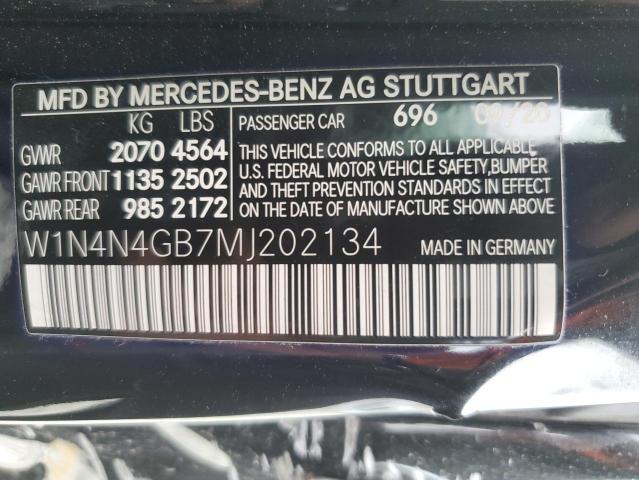 MFD BY MERCEDES-BENZ AG STUTTGART
KG LBS PASSENGER CAR 696 09/20
GVWR 2070 4564 THIS VEHICLE CONFORMS TO ALL APPLICABLE
U.S. FEDERAL MOTOR VEHICLE SAFETY, BUMPER
GAWR FRONT 1135 2502 AND THEFT PREVENTION STANDARDS IN EFFECT
GAWR REAR 985 2172 ON THE DATE OF MANUFACTURE SHOWN ABOVE.
W1N4N4GB7MJ202134 MADE IN GERMANY